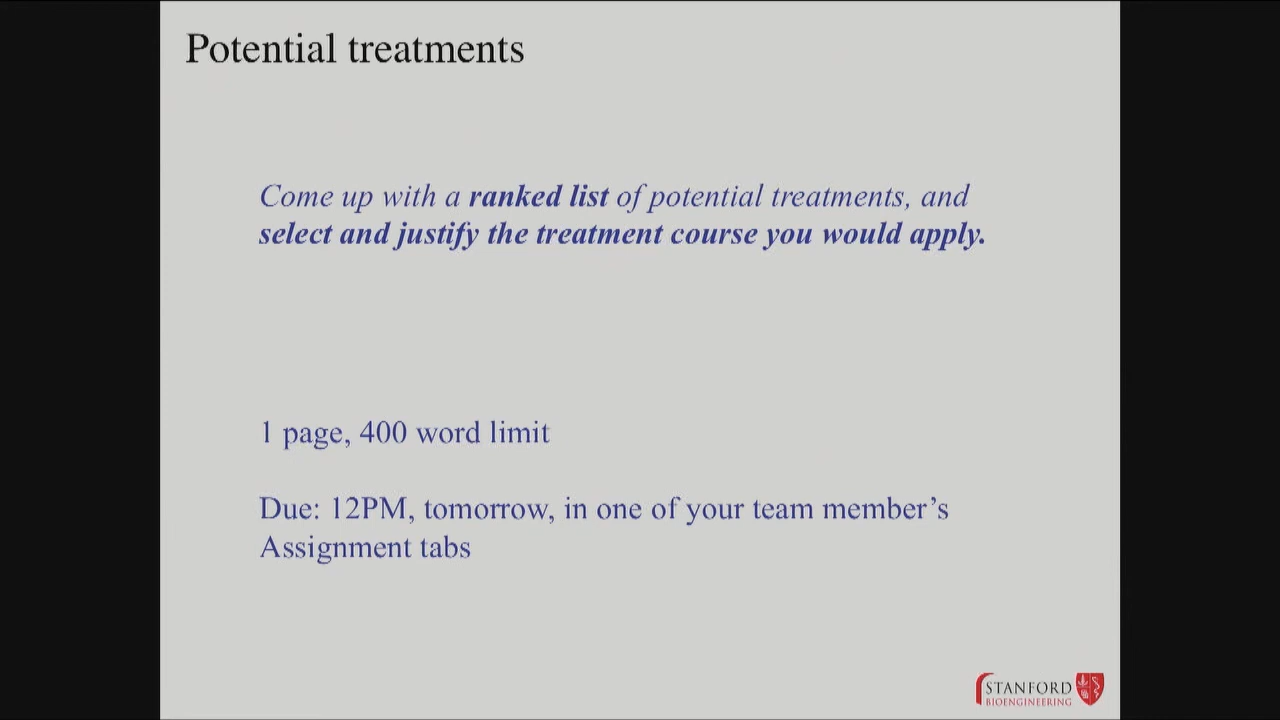 Potential treatments
Come up with a ranked list of potential treatments, and
select and justify the treatment course you would apply.
1 page, 400 word limit
Due: 12PM, tomorrow, in one of your team member’s
Assignment tabs
STANFORD
BIOENGINEERING